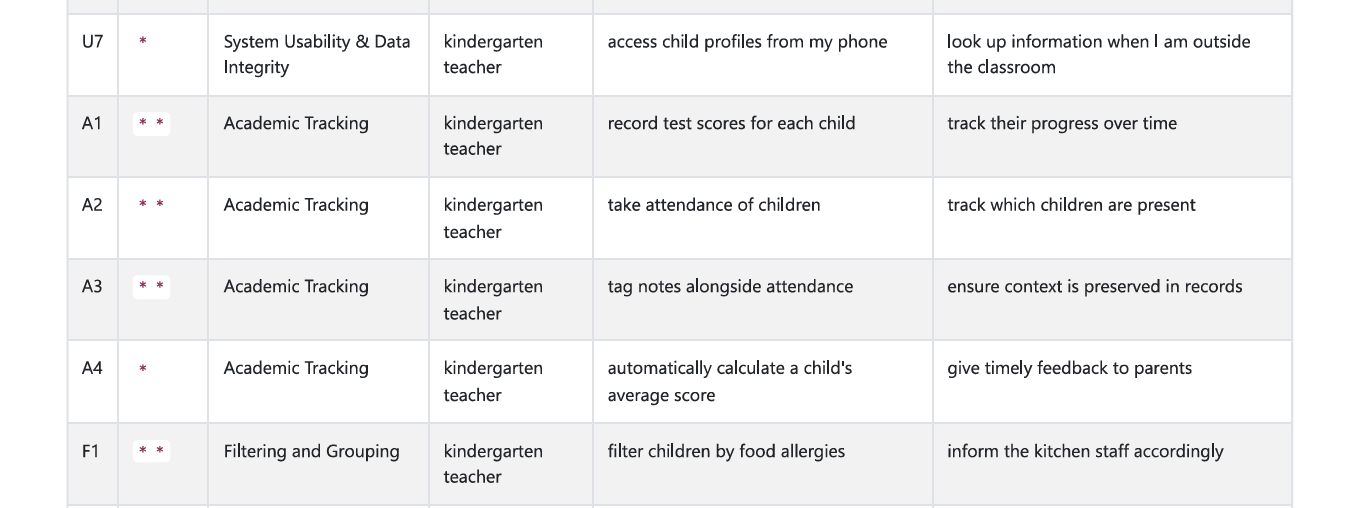 U7 * System Usability & Data kindergarten access child profiles from my phone look up information when I am outside
Integrity teacher the classroom
A1 * * Academic Tracking kindergarten record test scores for each child track their progress over time
teacher
A2 * * Academic Tracking kindergarten take attendance of children track which children are present
teacher
A3 * * Academic Tracking kindergarten tag notes alongside attendance ensure context is preserved in records
teacher
A4 * Academic Tracking kindergarten automatically calculate a child's give timely feedback to parents
teacher average score
F1 * * Filtering and Grouping kindergarten filter children by food allergies inform the kitchen staff accordingly
teacher